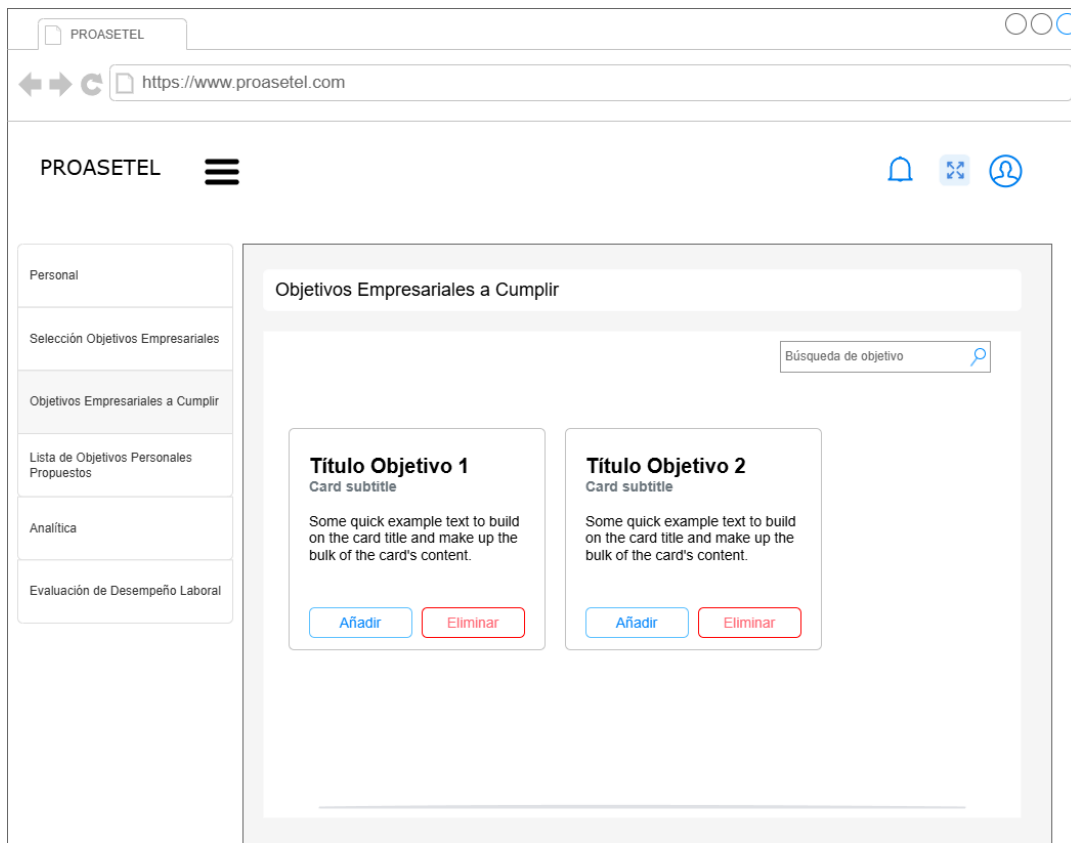 PROASETEL
https://www.proasetel.com
PROASETEL
Personal
Selección Objetivos Empresariales
Objetivos Empresariales a Cumplir
Lista de Objetivos Personales
Propuestos
Analítica
Evaluación de Desempeño Laboral
Objetivos Empresariales a Cumplir
Búsqueda de objetivo
Título Objetivo 1
Card subtitle
Some quick example text to build
on the card title and make up the
bulk of the card's content.
Añadir
Eliminar
Título Objetivo 2
Card subtitle
Some quick example text to build
on the card title and make up the
bulk of the card's content.
Añadir
Eliminar